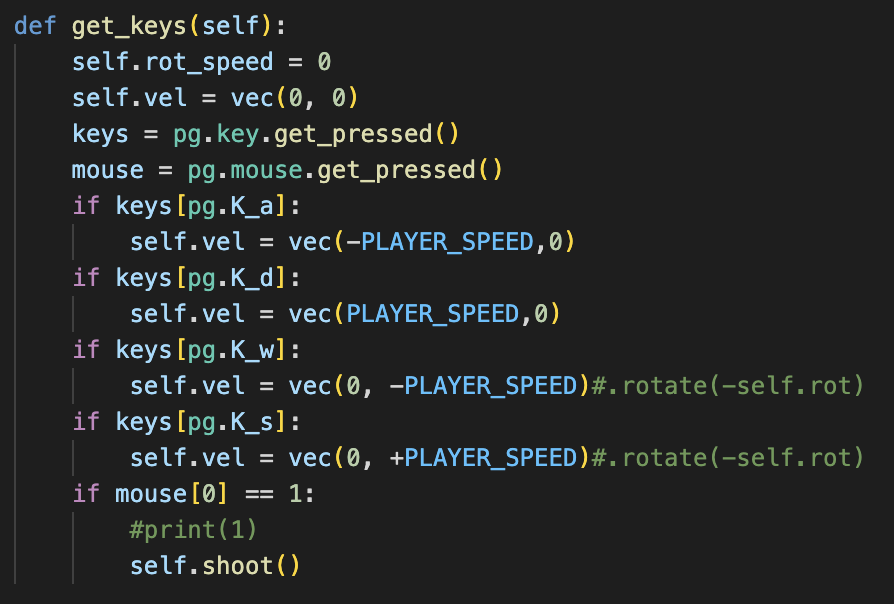 def get_keys(self):
    self.rot_speed = 0
    self.vel = vec(0, 0)
    keys = pg.key.get_pressed()
    mouse = pg.mouse.get_pressed()
    if keys[pg.K_a]:
        self.vel = vec(-PLAYER_SPEED,0)
    if keys[pg.K_d]:
        self.vel = vec(PLAYER_SPEED,0)
    if keys[pg.K_w]:
        self.vel = vec(0, -PLAYER_SPEED)#.rotate(-self.rot)
    if keys[pg.K_s]:
        self.vel = vec(0, +PLAYER_SPEED)#.rotate(-self.rot)
    if mouse[0] == 1:
        #print(1)
        self.shoot()